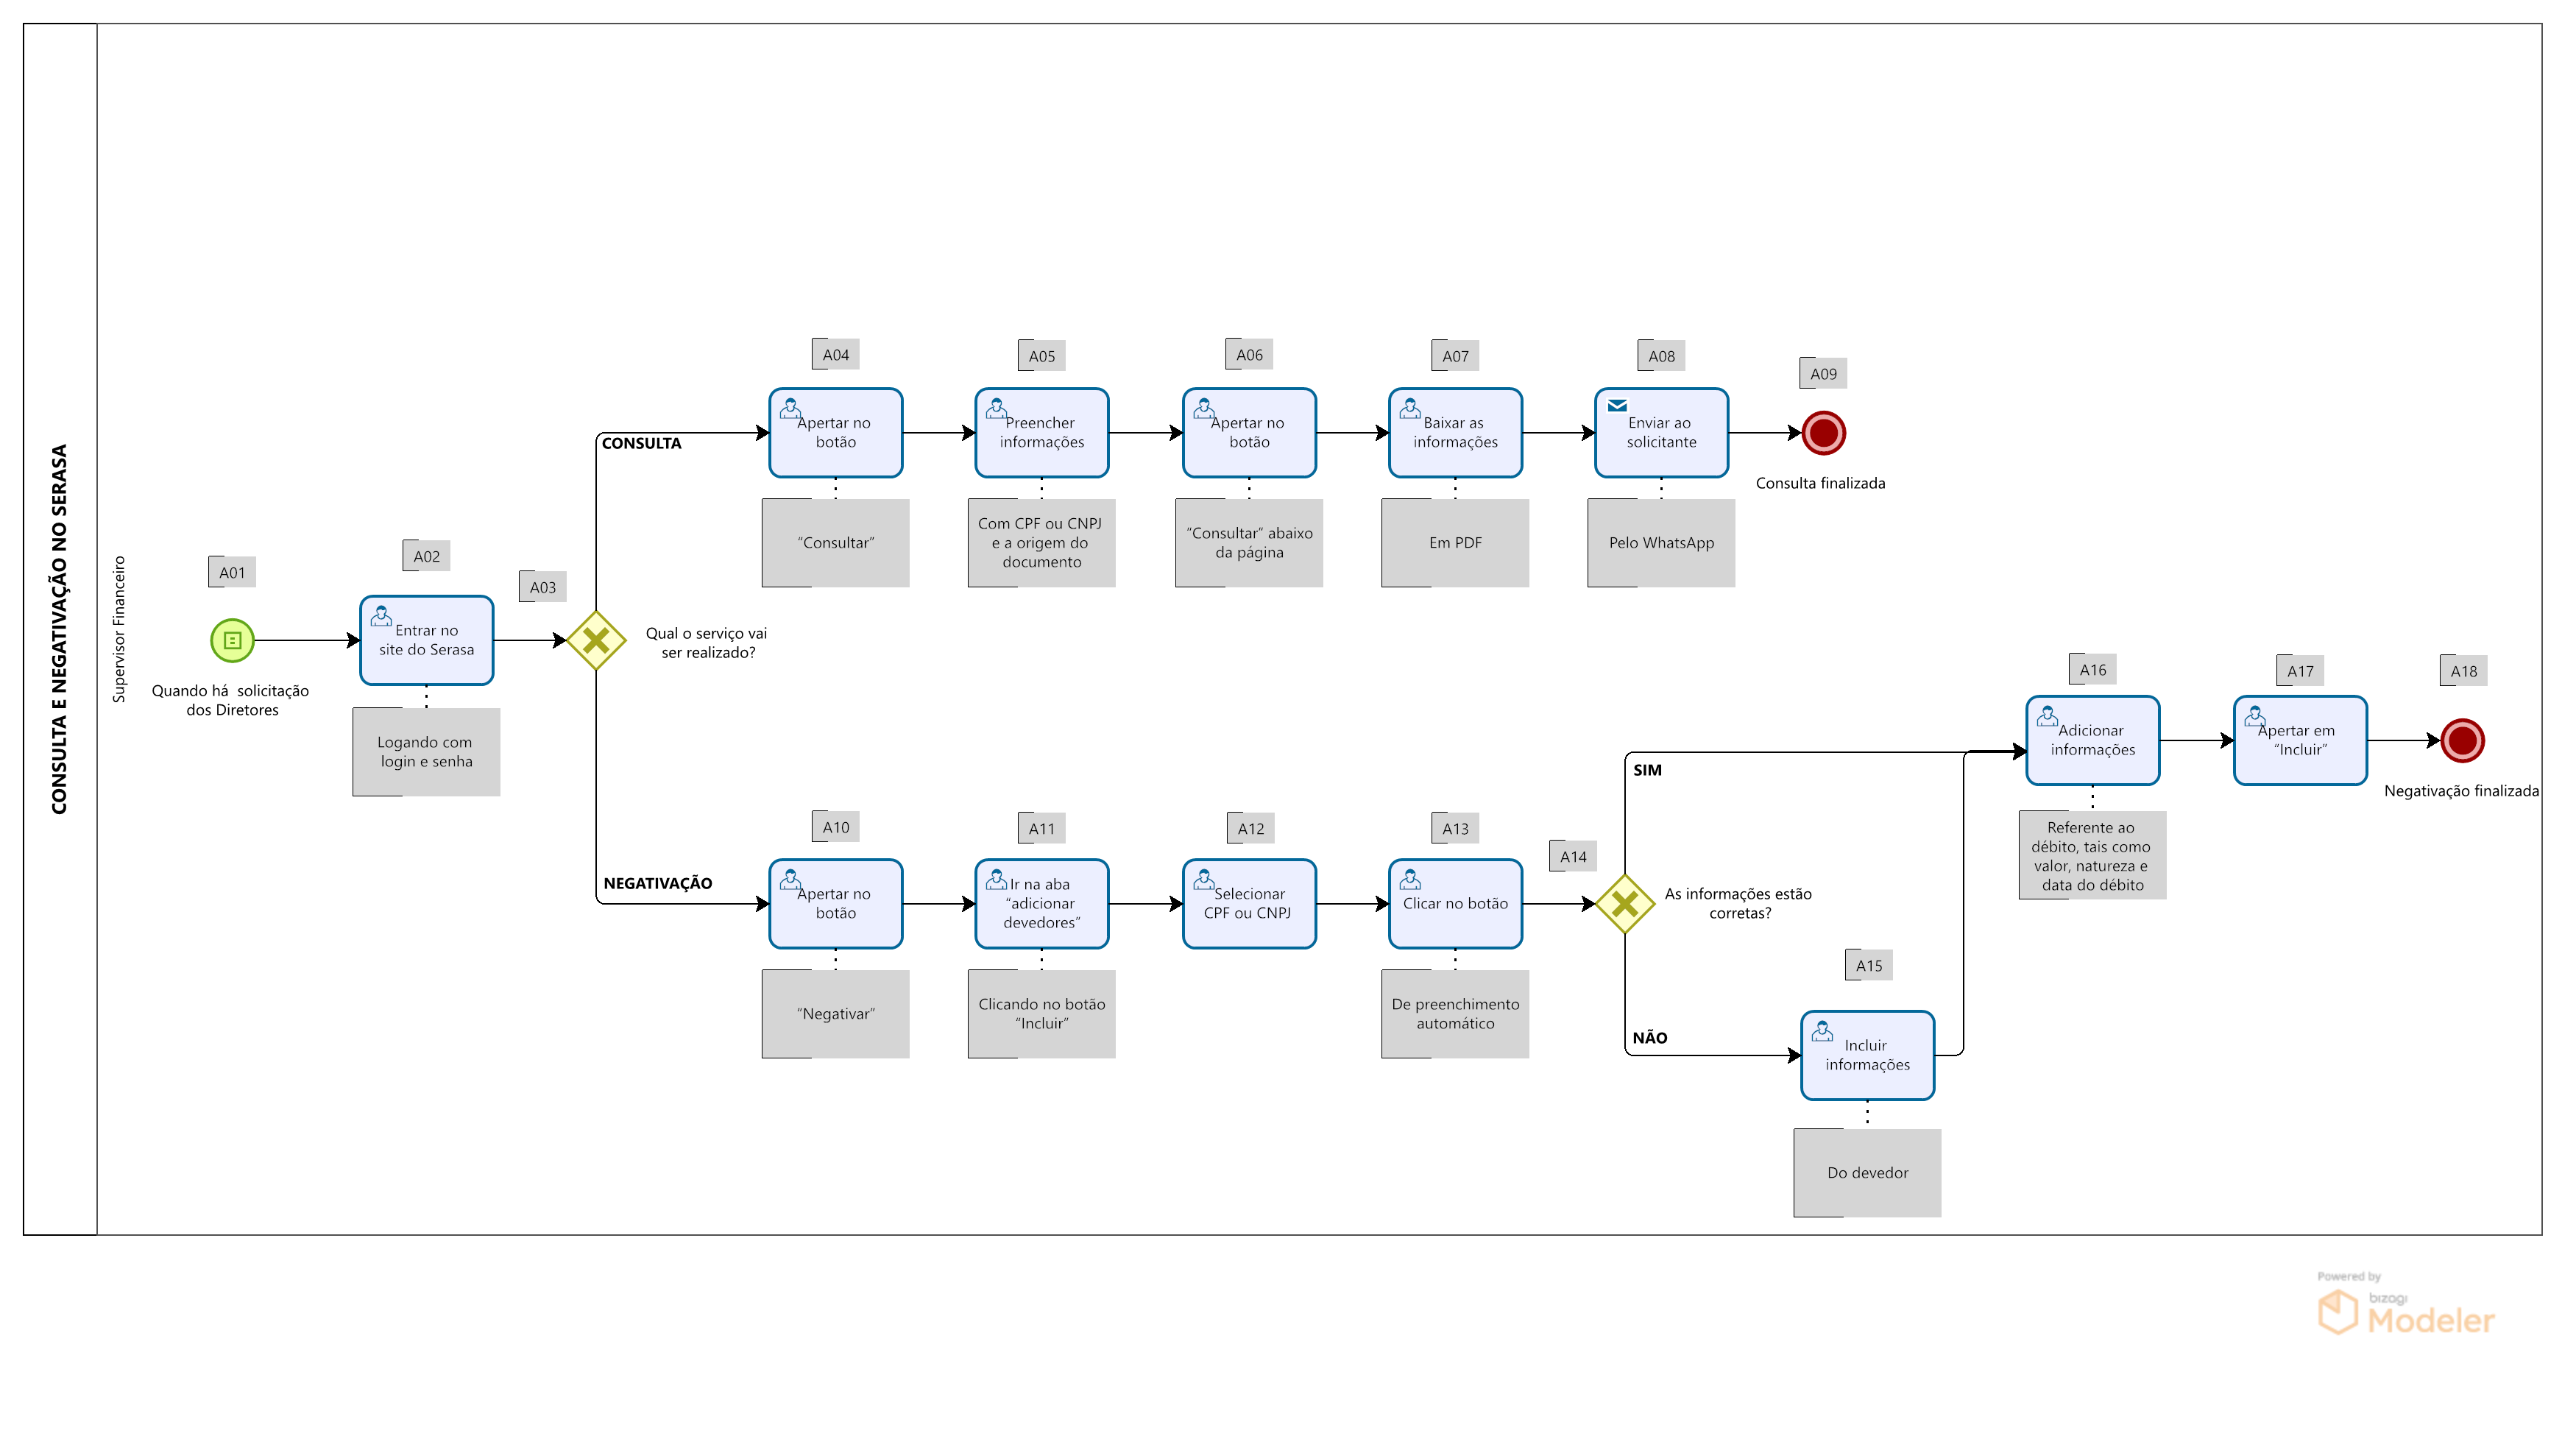 CONSULTA E NEGATIVAÇÃO NO SERASA
Supervisor Financeiro
A01
Quando há  solicitação
dos Diretores
A02
Entrar no
site do Serasa
Logando com
login e senha
A03
Qual o serviço vai
ser realizado?
CONSULTA
A04
Apertar no
botão
“Consultar”
A05
Preencher
informações
Com CPF ou CNPJ
e a origem do
documento
A06
Apertar no
botão
“Consultar“ abaixo
da página
A07
Baixar as
informações
Em PDF
A08
Enviar ao
solicitante
Pelo WhatsApp
A09
Consulta finalizada
NEGATIVAÇÃO
A10
Apertar no
botão
“Negativar”
A11
Ir na aba
“adicionar
devedores”
Clicando no botão
“Incluir”
A12
Selecionar
CPF ou CNPJ
A13
Clicar no botão
De preenchimento
automático
A14
As informações estão
corretas?
SIM
NÃO
A15
Incluir
informações
Do devedor
A16
Adicionar
informações
Referente ao
débito, tais como
valor, natureza e
data do débito
A17
Apertar em
“Incluir”
A18
Negativação finalizada
Powered by
bizagi
Modeler